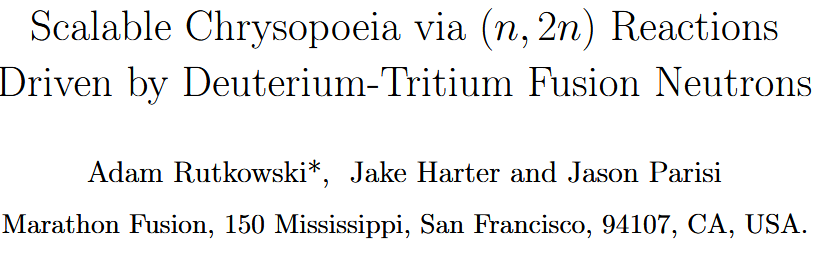 Scalable Chrysopoeia via (n, 2n) Reactions
Driven by Deuterium-Tritium Fusion Neutrons
Adam Rutkowski*, Jake Harter and Jason Parisi
Marathon Fusion, 150 Mississippi, San Francisco, 94107, CA, USA.